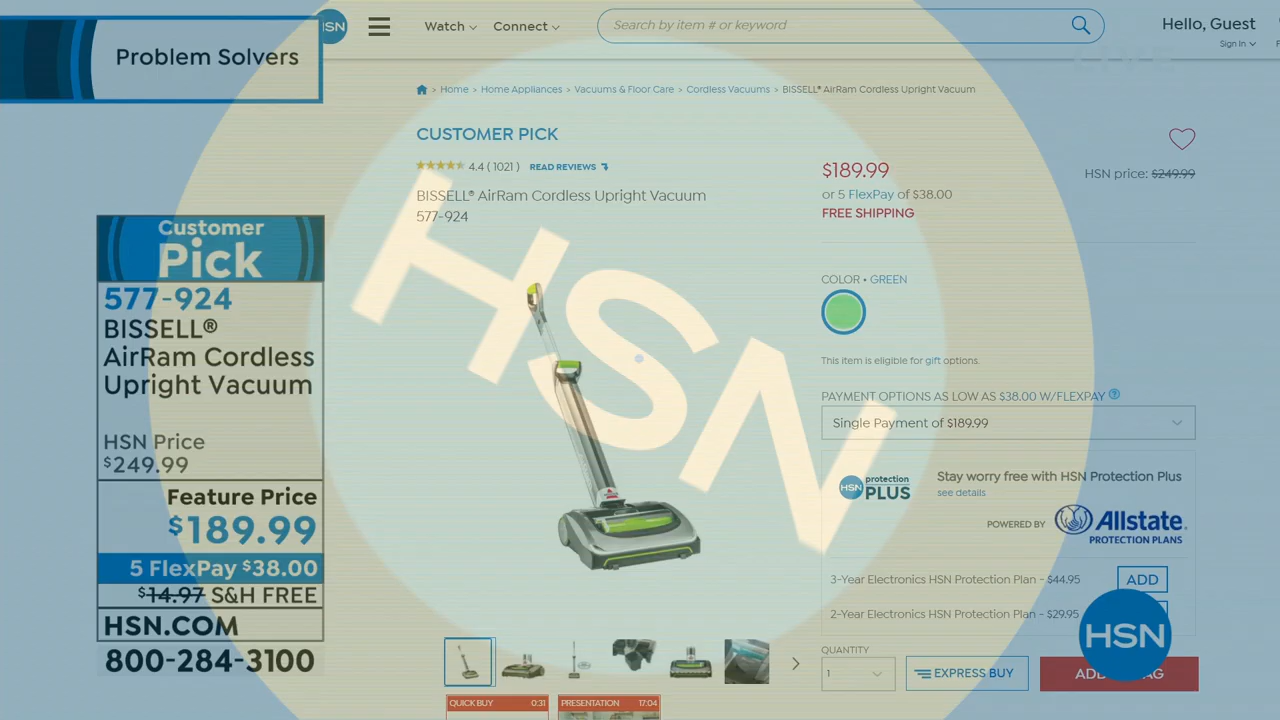 Problem Solvers
HSN
Watch
Connect
Search by item # or keyword
Hello, Guest
Sign In
Home > Home Appliances > Vacuums & Floor Care > Cordless Vacuums > BISSELL® AirRam Cordless Upright Vacuum
CUSTOMER PICK
4.4 ( 1021 ) READ REVIEWS
BISSELL® AirRam Cordless Upright Vacuum
577-924
$189.99
HSN price: $249.99
or 5 FlexPay of $38.00
FREE SHIPPING
COLOR • GREEN
This item is eligible for gift options.
PAYMENT OPTIONS AS LOW AS $38.00 W/FLEXPAY ?
Single Payment of $189.99
HSN protection PLUS
Stay worry free with HSN Protection Plus
see details
POWERED BY Allstate.
PROTECTION PLANS
3-Year Electronics HSN Protection Plan - $44.95
ADD
2-Year Electronics HSN Protection Plan - $29.95
QUANTITY
1
EXPRESS BUY
HSN
QUICK BUY 0:31
PRESENTATION 17:04
Customer
Pick
577-924
BISSELL®
AirRam Cordless
Upright Vacuum
HSN Price
$249.99
Feature Price
$189.99
5 FlexPay $38.00
$14.97 S&H FREE
HSN.COM
800-284-3100
HSN